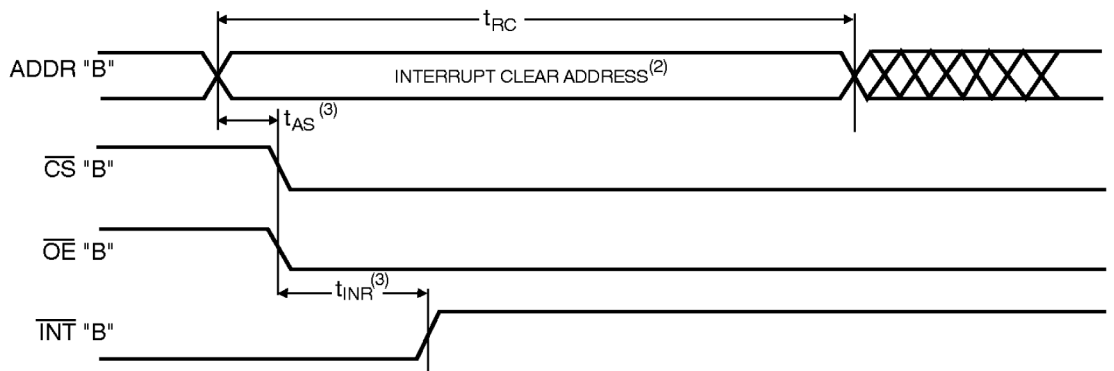 tRC
ADDR "B"
INTERRUPT CLEAR ADDRESS(2)
tAS(3)
CS "B"
OE "B"
tINR(3)
INT "B"